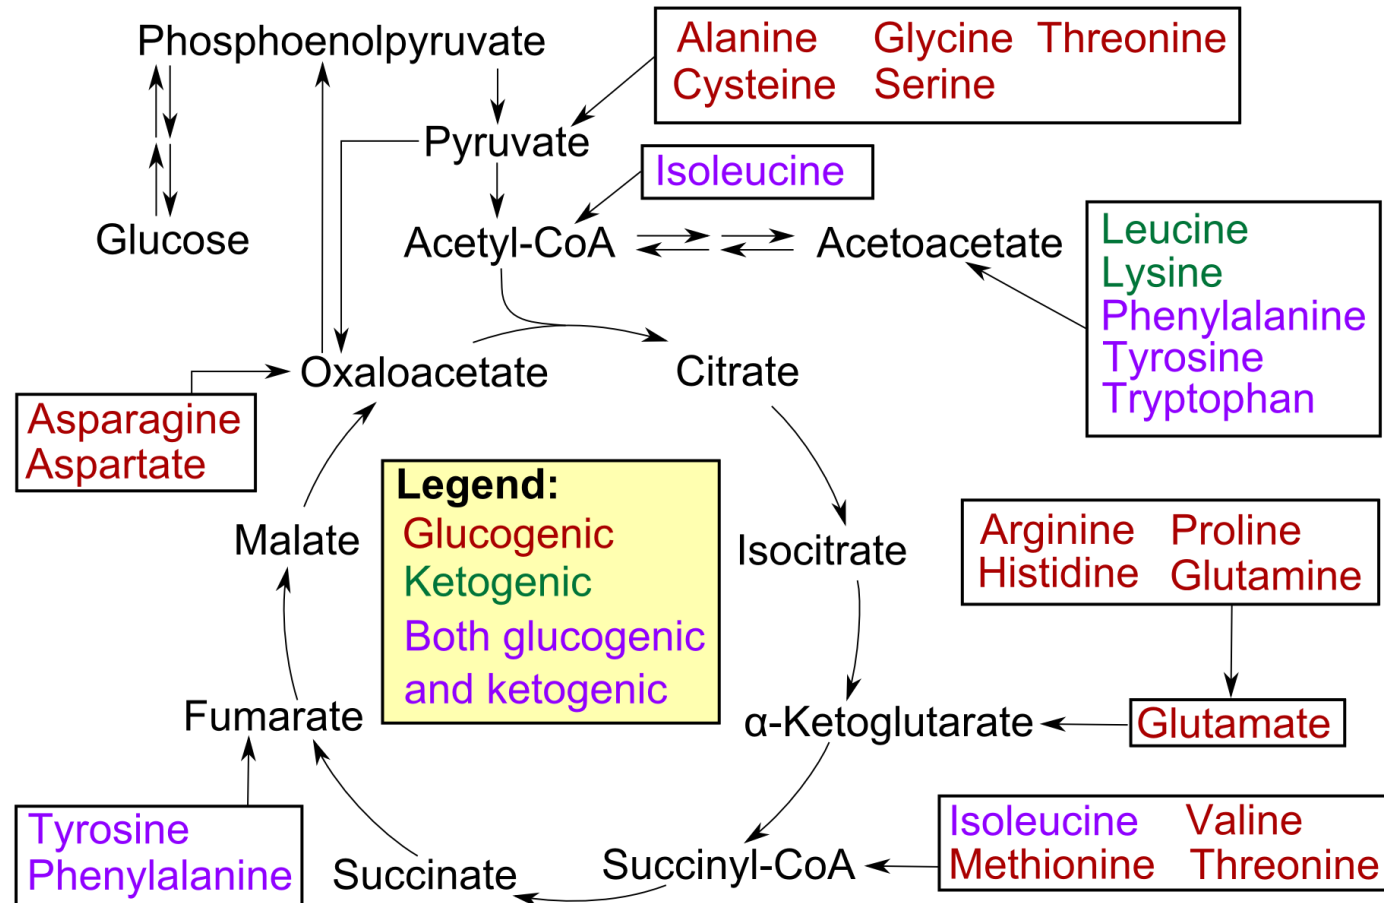 Phosphoenolpyruvate
Alanine Glycine Threonine
Cysteine Serine
Pyruvate
Isoleucine
Glucose
Acetyl-CoA
Acetoacetate
Leucine
Lysine
Phenylalanine
Tyrosine
Tryptophan
Oxaloacetate
Citrate
Asparagine
Aspartate
Legend:
Glucogenic
Ketogenic
Both glucogenic
and ketogenic
Malate
Isocitrate
Arginine Proline
Histidine Glutamine
Fumarate
α-Ketoglutarate
Glutamate
Tyrosine
Phenylalanine
Succinate
Succinyl-CoA
Isoleucine Valine
Methionine Threonine